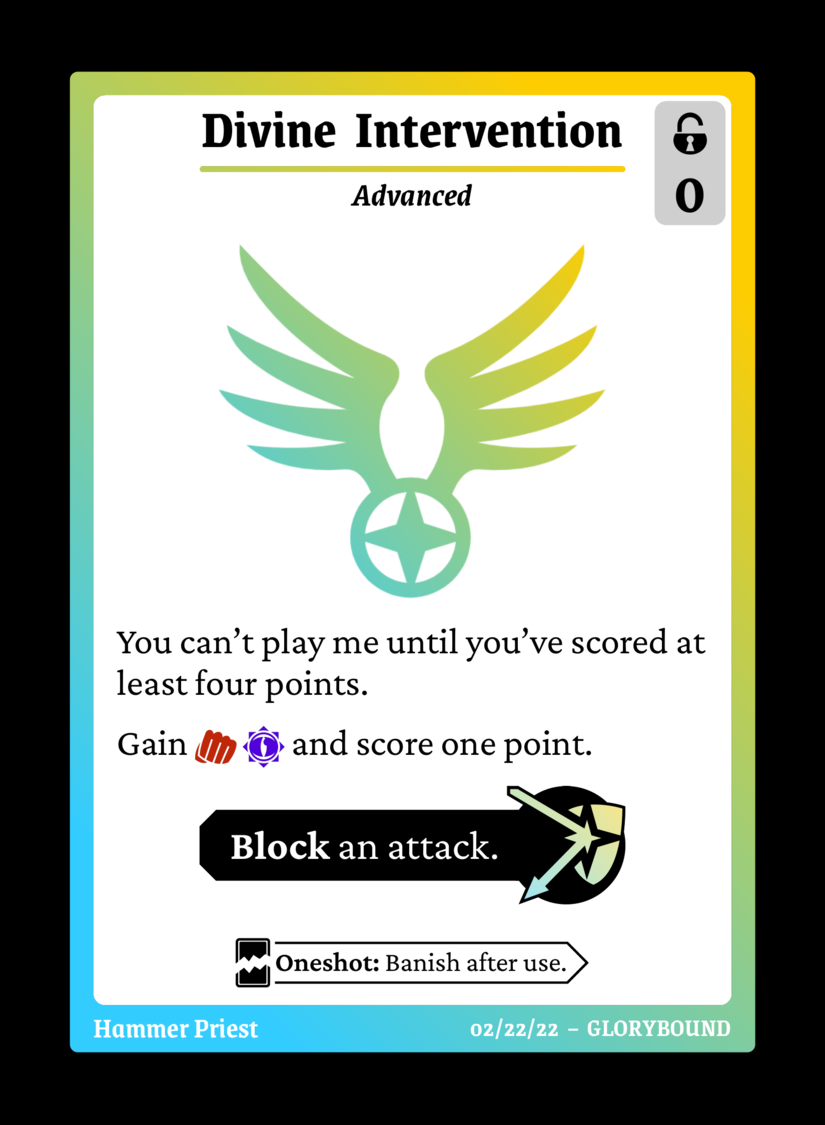 Divine Intervention
Advanced
0
You can't play me until you've scored at
least four points.
Gain and score one point.
Block an attack.
Oneshot: Banish after use.
Hammer Priest
02/22/22 – GLORYBOUND